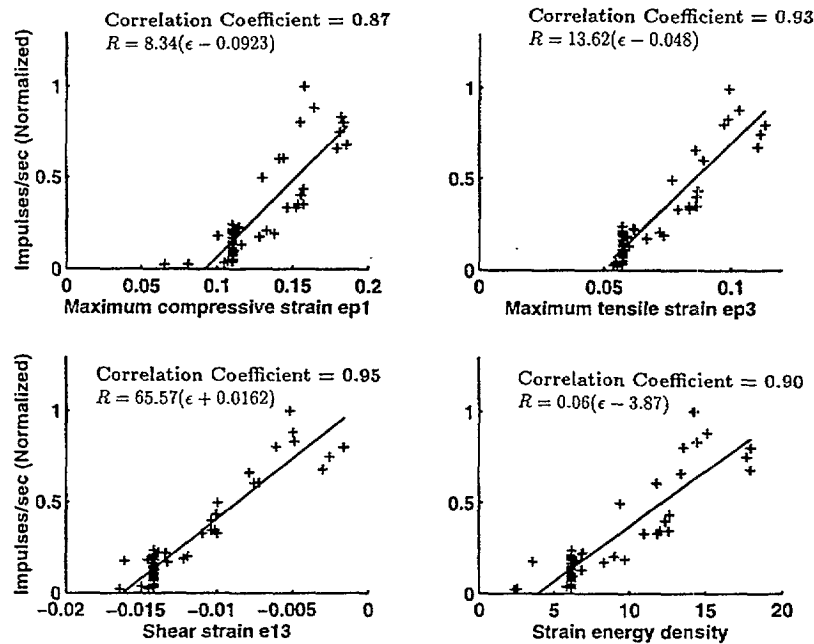 Correlation Coefficient = 0.87
R = 8.34(ϵ − 0.0923)
Impulses/sec (Normalized)
1
0.5
0
0 0.05 0.1 0.15 0.2
Maximum compressive strain ep1
Correlation Coefficient = 0.93
R = 13.62(ϵ − 0.048)
1
0.5
0
0 0.05 0.1
Maximum tensile strain ep3
Correlation Coefficient = 0.95
R = 65.57(ϵ + 0.0162)
Impulses/sec (Normalized)
1
0.5
0
−0.02 −0.015 −0.01 −0.005 0
Shear strain e13
Correlation Coefficient = 0.90
R = 0.06(ϵ − 3.87)
1
0.5
0
0 5 10 15 20
Strain energy density